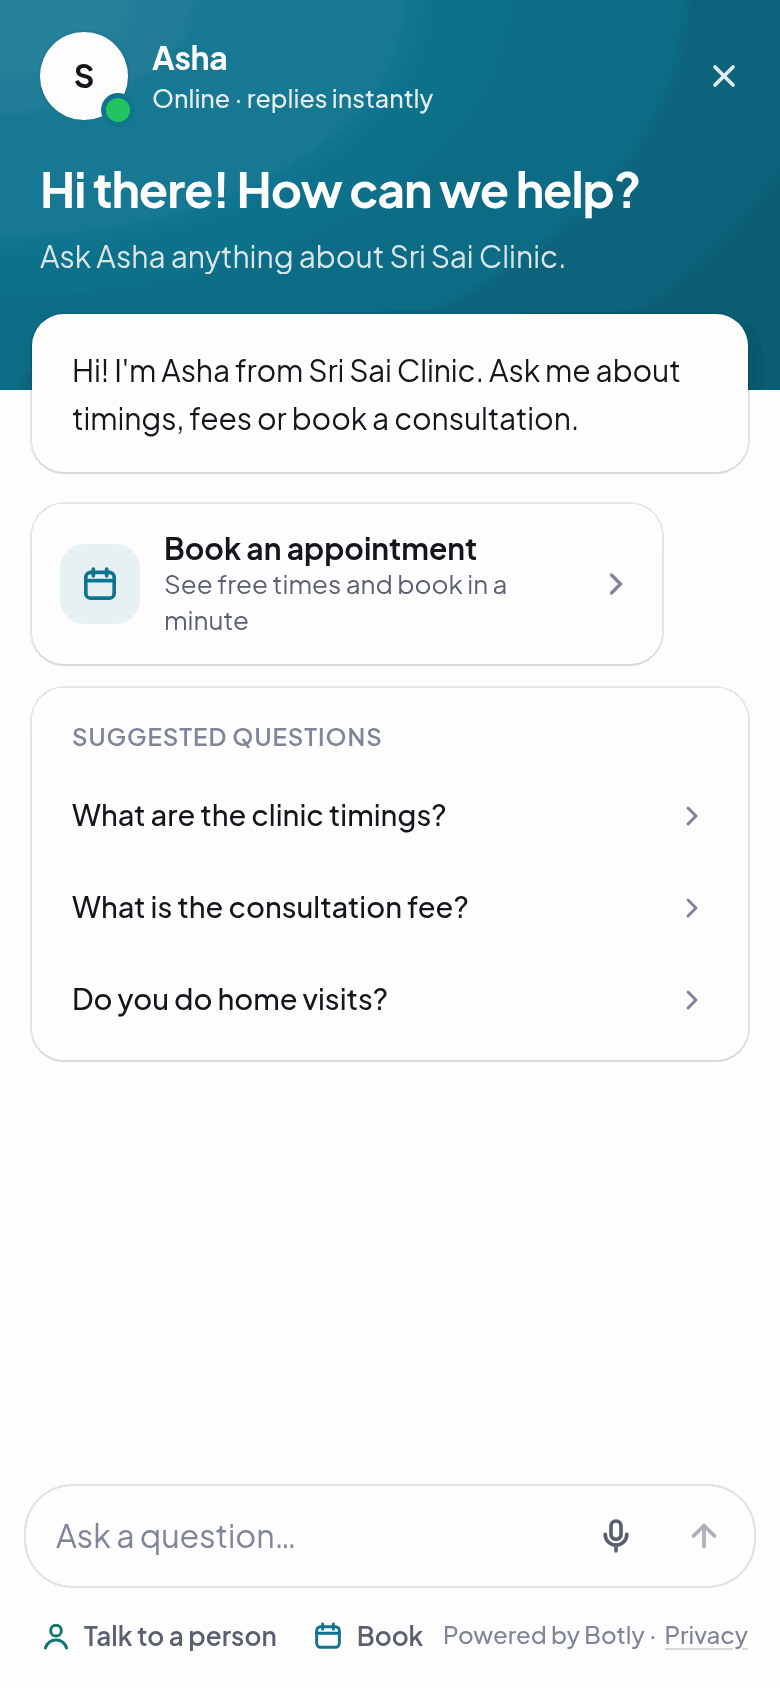 S
Asha
Online · replies instantly
Hi there! How can we help?
Ask Asha anything about Sri Sai Clinic.
Hi! I'm Asha from Sri Sai Clinic. Ask me about
timings, fees or book a consultation.
Book an appointment
See free times and book in a
minute
SUGGESTED QUESTIONS
What are the clinic timings?
What is the consultation fee?
Do you do home visits?
Ask a question...
Talk to a person Book Powered by Botly · Privacy